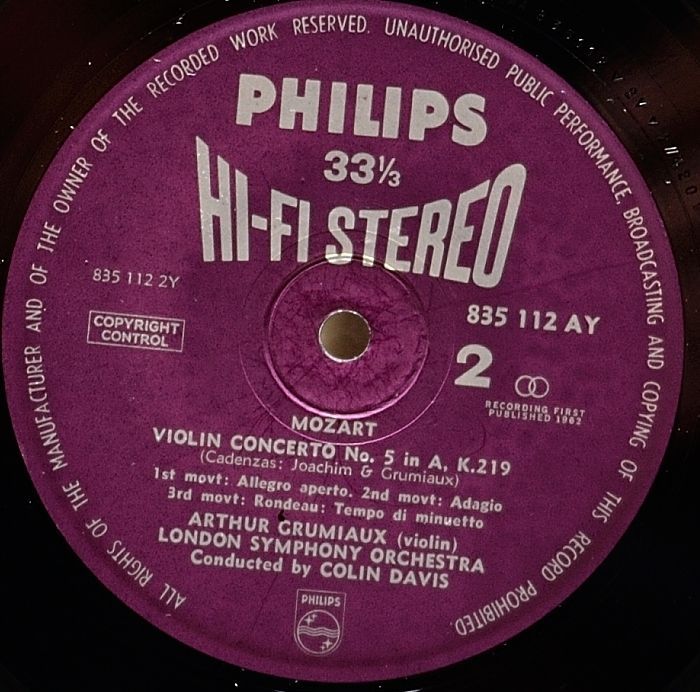 ALL RIGHTS OF THE MANUFACTURER AND OF THE OWNER OF THE RECORDED WORK RESERVED. UNAUTHORISED PUBLIC PERFORMANCE, BROADCASTING AND COPYING OF THIS RECORD PROHIBITED
PHILIPS
33⅓
HI-FI STEREO
835 112 2Y
835 112 AY
COPYRIGHT
CONTROL
2
RECORDING FIRST
PUBLISHED 1962
MOZART
VIOLIN CONCERTO No. 5 in A, K.219
(Cadenzas: Joachim & Grumiaux)
1st movt: Allegro aperto. 2nd movt: Adagio
3rd movt: Rondeau: Tempo di minuetto
ARTHUR GRUMIAUX (violin)
LONDON SYMPHONY ORCHESTRA
Conducted by COLIN DAVIS
PHILIPS